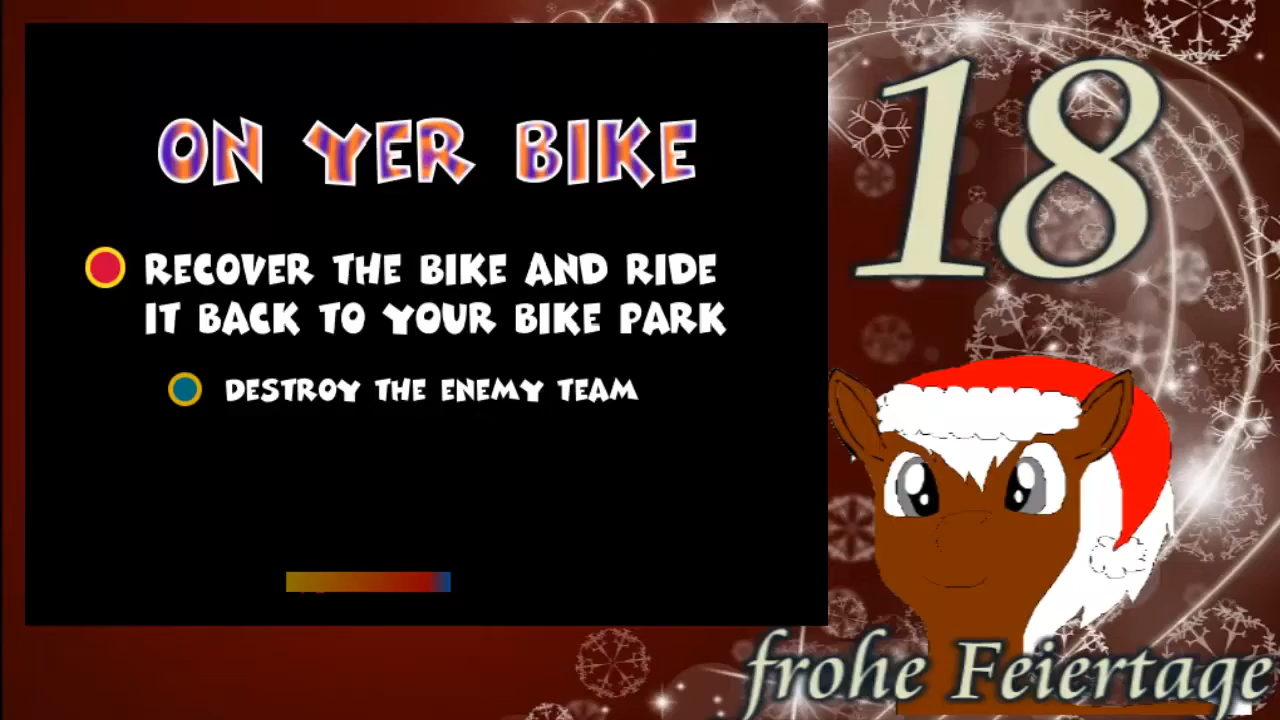 ON YER BIKE
RECOVER THE BIKE AND RIDE
IT BACK TO YOUR BIKE PARK
DESTROY THE ENEMY TEAM
18
frohe Feiertage